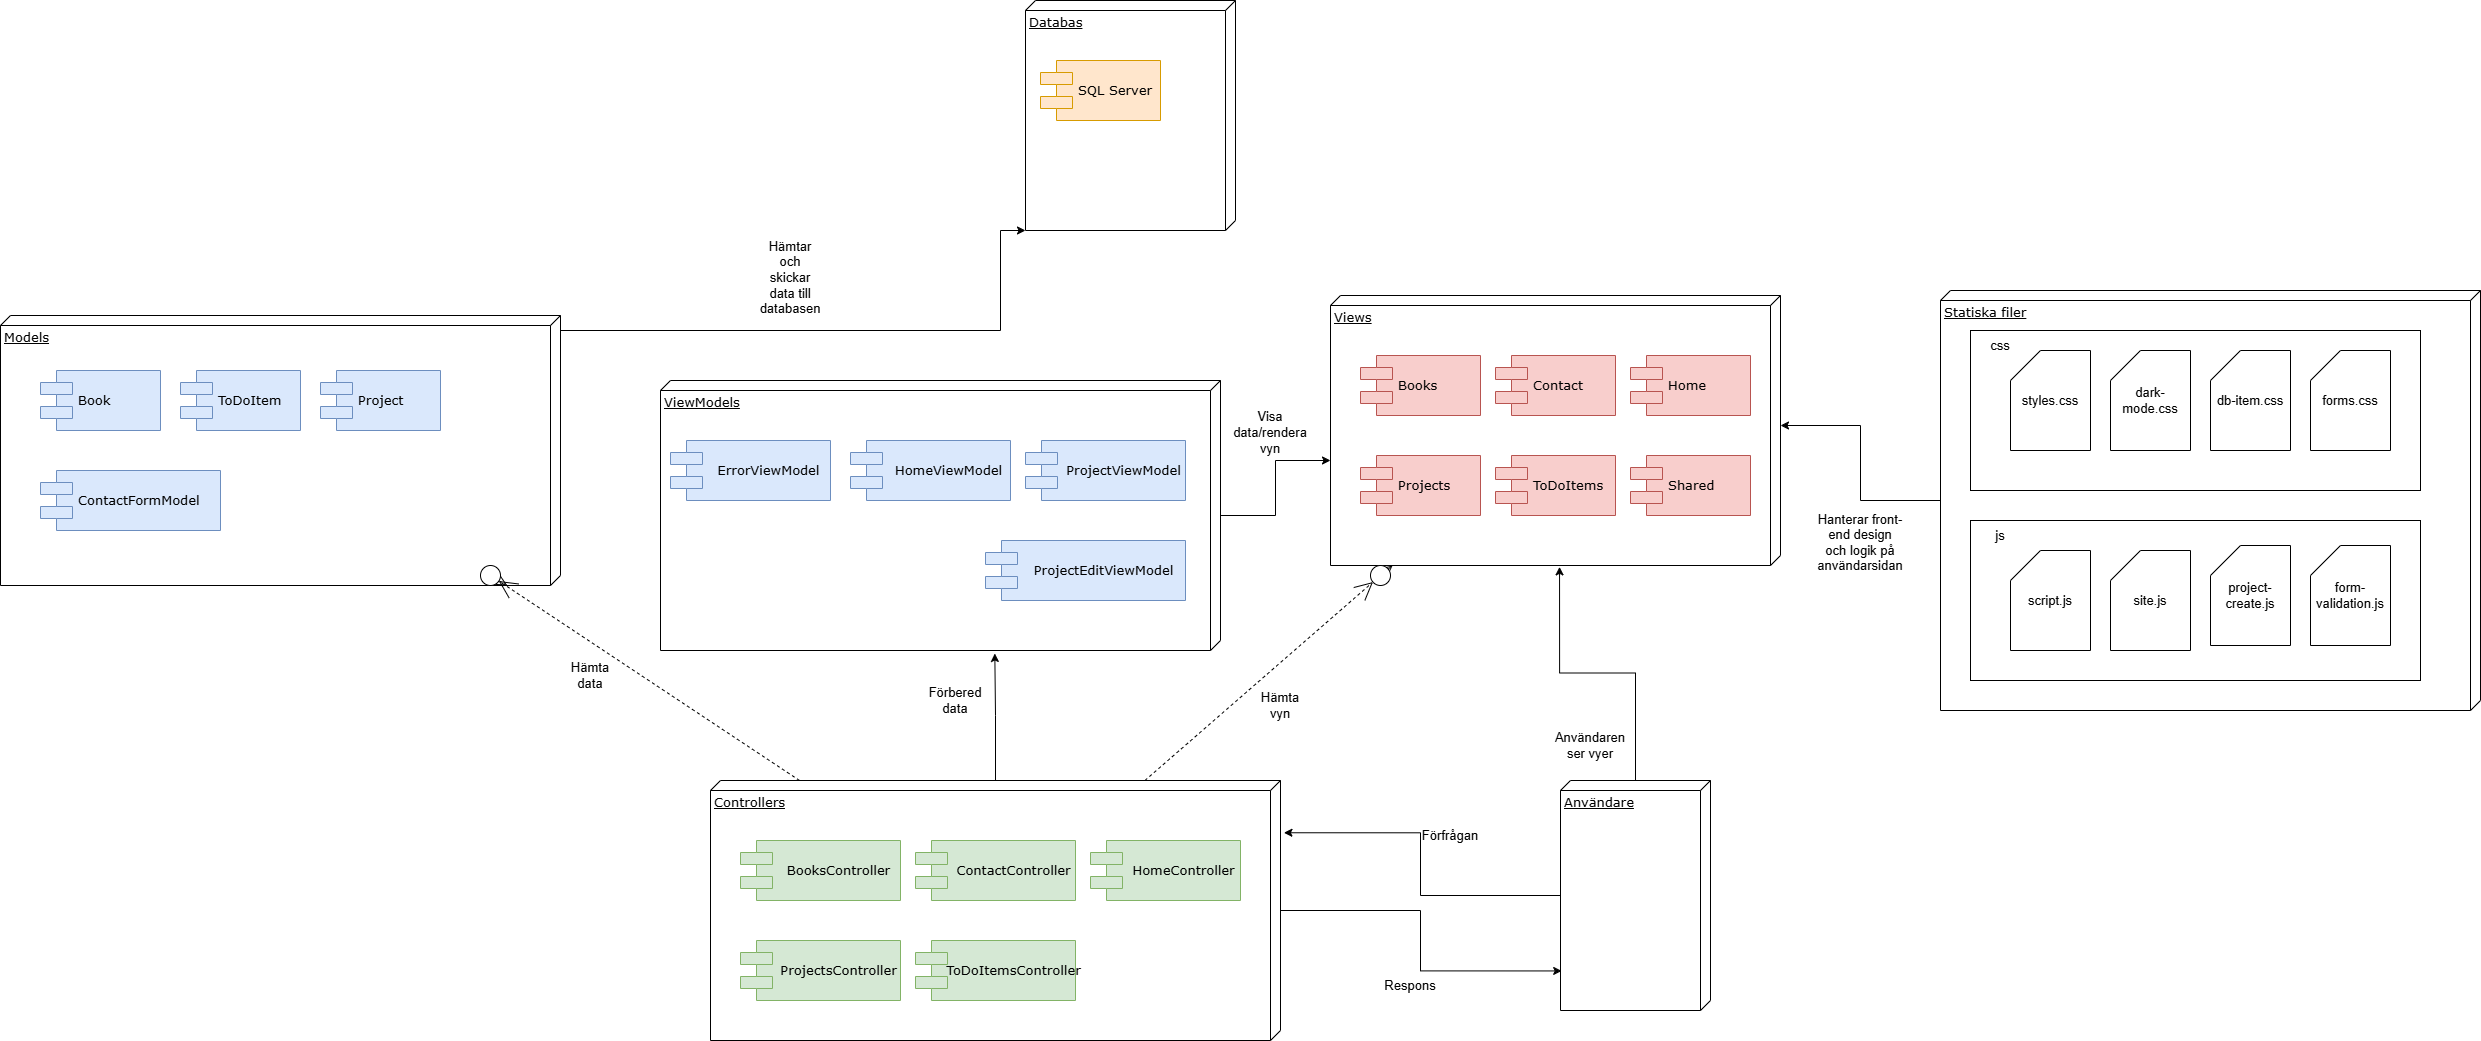 Databas
SQL Server
Hämtar
och
skickar
data till
databasen
Models
Book
ToDoItem
Project
ContactFormModel
ViewModels
ErrorViewModel
HomeViewModel
ProjectViewModel
ProjectEditViewModel
Visa
data/rendera
vyn
Views
Books
Contact
Home
Projects
ToDoItems
Shared
Statiska filer
css
styles.css
dark-
mode.css
db-item.css
forms.css
js
script.js
site.js
project-
create.js
form-
validation.js
Hanterar front-
end design
och logik på
användarsidan
Hämta
data
Förbered
data
Hämta
vyn
Användaren
ser vyer
Controllers
BooksController
ContactController
HomeController
ProjectsController
ToDoItemsController
Förfrågan
Respons
Användare